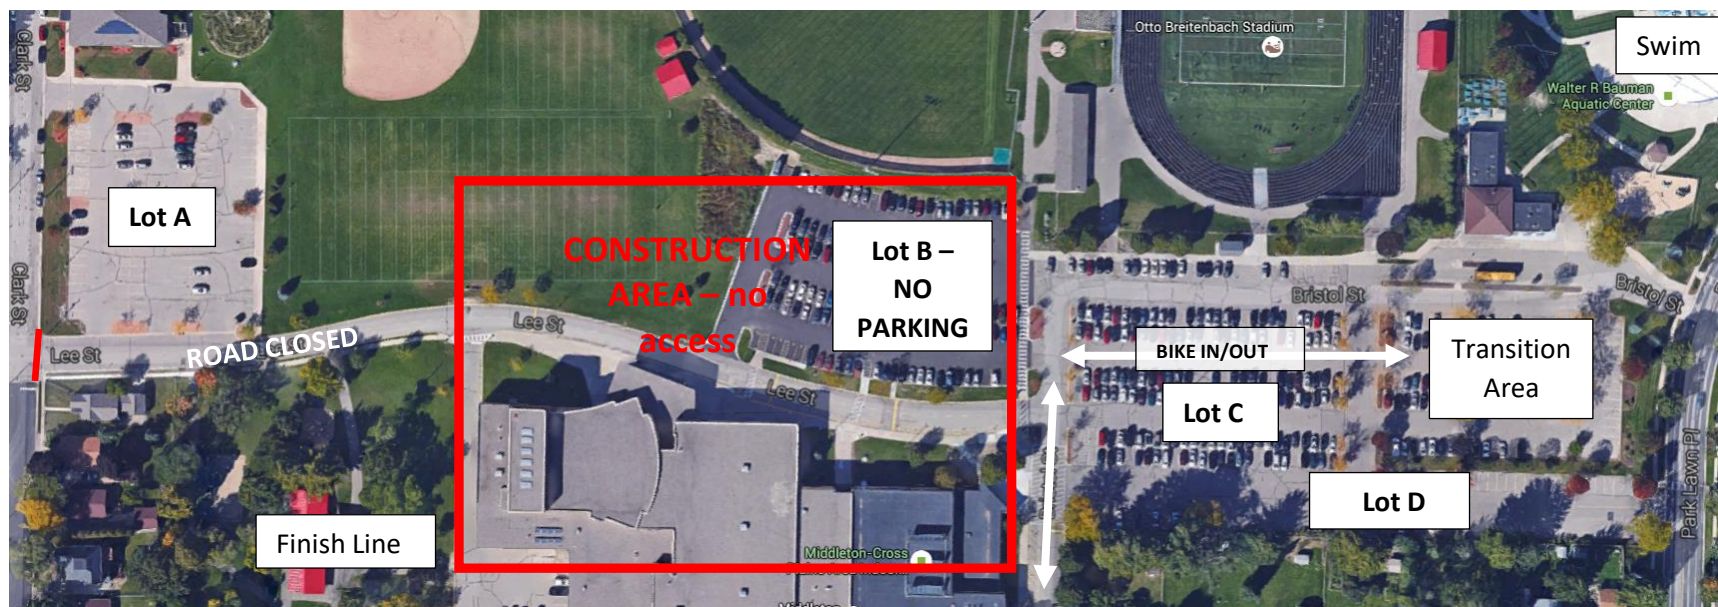 Clark St
Otto Breitenbach Stadium
Swim
Walter R Bauman
Aquatic Center
Lot A
CONSTRUCTION
AREA – no
access
Lot B –
NO
PARKING
Clark St
Bristol St
Bristol St
Lee St
Lee St
ROAD CLOSED
Lee St
BIKE IN/OUT
Transition
Area
Lot C
Lot D
Park Lawn Pl
Finish Line
Middleton-Cross
Middleton